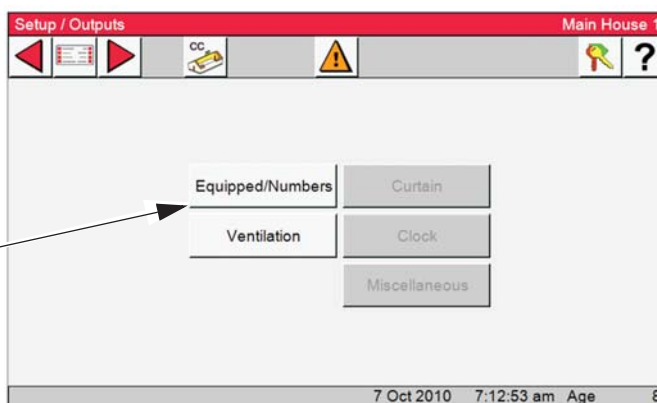 Setup / Outputs Main House 1
CC
?
Equipped/Numbers Curtain
Ventilation Clock
Miscellaneous
7 Oct 2010 7:12:53 am Age 8